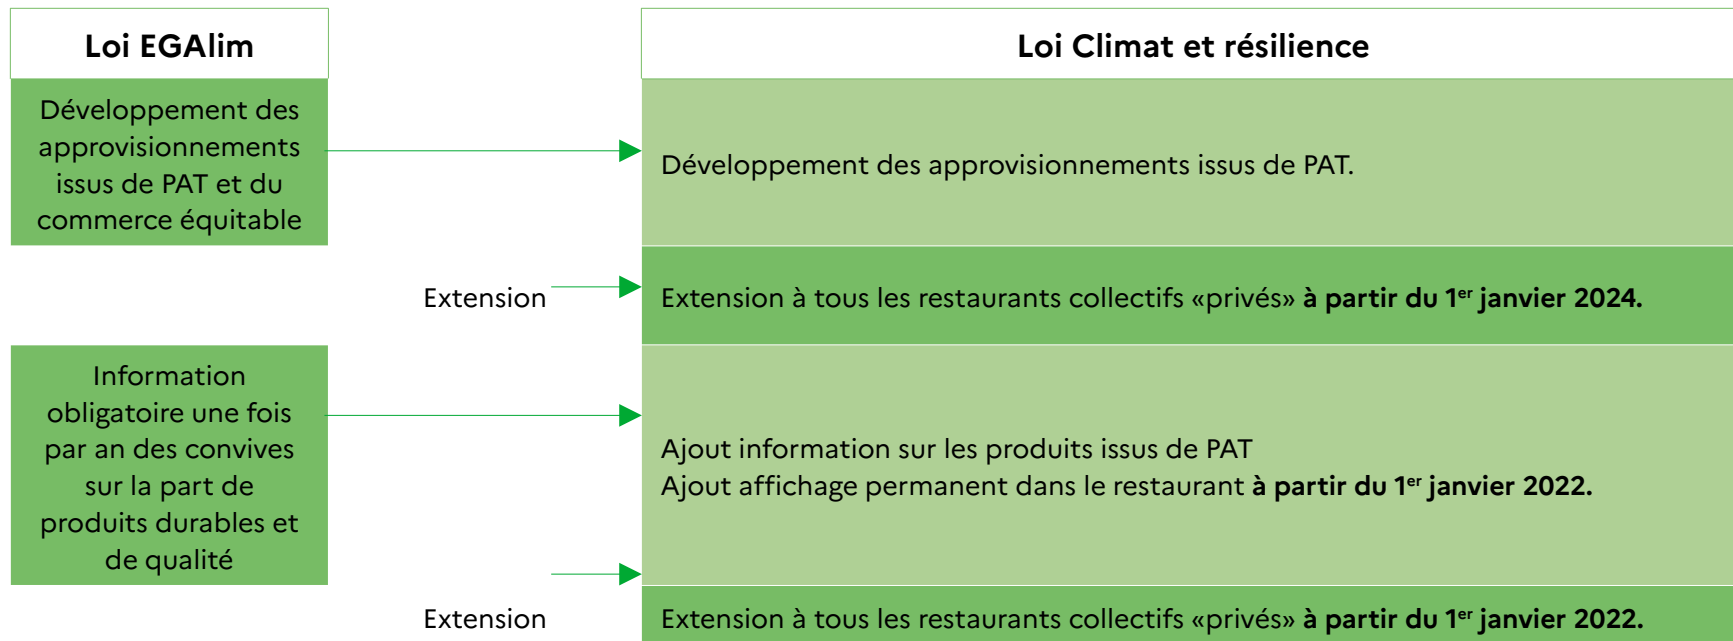 Loi EGAlim
Loi Climat et résilience
Développement des
approvisionnements
issus de PAT et du
commerce équitable
Développement des approvisionnements issus de PAT.
Extension
Extension à tous les restaurants collectifs «privés» à partir du 1er janvier 2024.
Information
obligatoire une fois
par an des convives
sur la part de
produits durables et
de qualité
Ajout information sur les produits issus de PAT
Ajout affichage permanent dans le restaurant à partir du 1er janvier 2022.
Extension
Extension à tous les restaurants collectifs «privés» à partir du 1er janvier 2022.